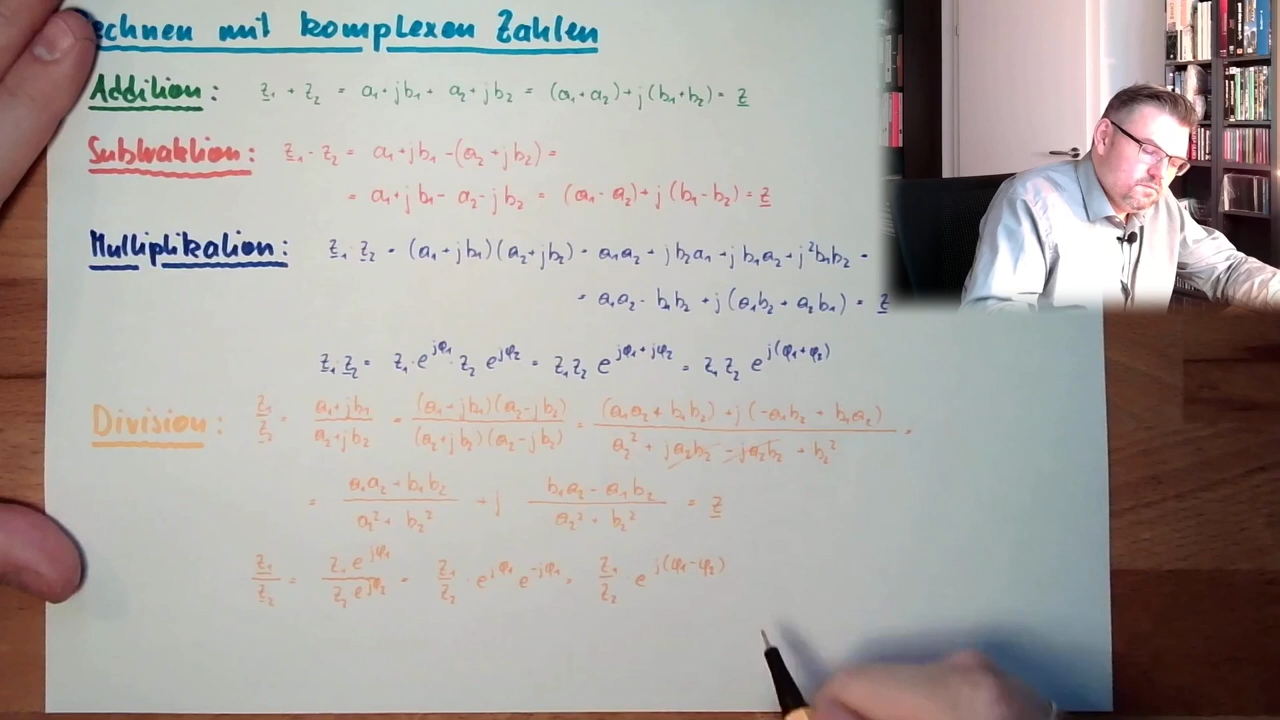 echnen mit komplexen Zahlen
Addition: z₁ + z₂ = a₁+jb₁ + a₂+jb₂ = (a₁+a₂)+j(b₁+b₂) = z
Subtraktion: z₁ - z₂ = a₁+jb₁ -(a₂+jb₂) =
= a₁+jb₁ - a₂-jb₂ = (a₁-a₂)+j(b₁-b₂) = z
Multiplikation: z₁ · z₂ = (a₁+jb₁)(a₂+jb₂) = a₁a₂ + jb₂a₁ + jb₁a₂ + j²b₁b₂ =
= a₁a₂ - b₁b₂ + j(a₁b₂ + a₂b₁) = z
z₁ · z₂ = z₁·e^{jφ₁} · z₂ e^{jφ₂} = z₁z₂ e^{jφ₁+jφ₂} = z₁ z₂ e^{j(φ₁+φ₂)}
Division: z₁/z₂ = (a₁+jb₁)/(a₂+jb₂) = ((a₁+jb₁)(a₂-jb₂))/((a₂+jb₂)(a₂-jb₂)) = ((a₁a₂+b₁b₂)+j(-a₁b₂+b₁a₂))/(a₂²+ja₂b₂-ja₂b₂+b₂²) =
= (a₁a₂+b₁b₂)/(a₂²+b₂²) + j (b₁a₂-a₁b₂)/(a₂²+b₂²) = z
z₁/z₂ = (z₁e^{jφ₁})/(z₂e^{jφ₂}) = z₁/z₂ · e^{jφ₁} e^{-jφ₁} = z₁/z₂ · e^{j(φ₁-φ₂)}